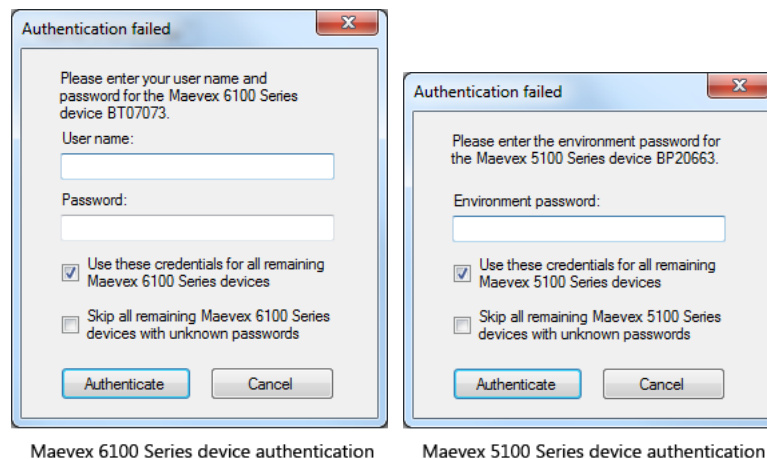 Authentication failed
Please enter your user name and
password for the Maevex 6100 Series
device BT07073.
User name:
Password:
Use these credentials for all remaining
Maevex 6100 Series devices
Skip all remaining Maevex 6100 Series
devices with unknown passwords
Authenticate
Cancel
Maevex 6100 Series device authentication
Authentication failed
Please enter the environment password for
the Maevex 5100 Series device BP20663.
Environment password:
Use these credentials for all remaining
Maevex 5100 Series devices
Skip all remaining Maevex 5100 Series
devices with unknown passwords
Authenticate
Cancel
Maevex 5100 Series device authentication